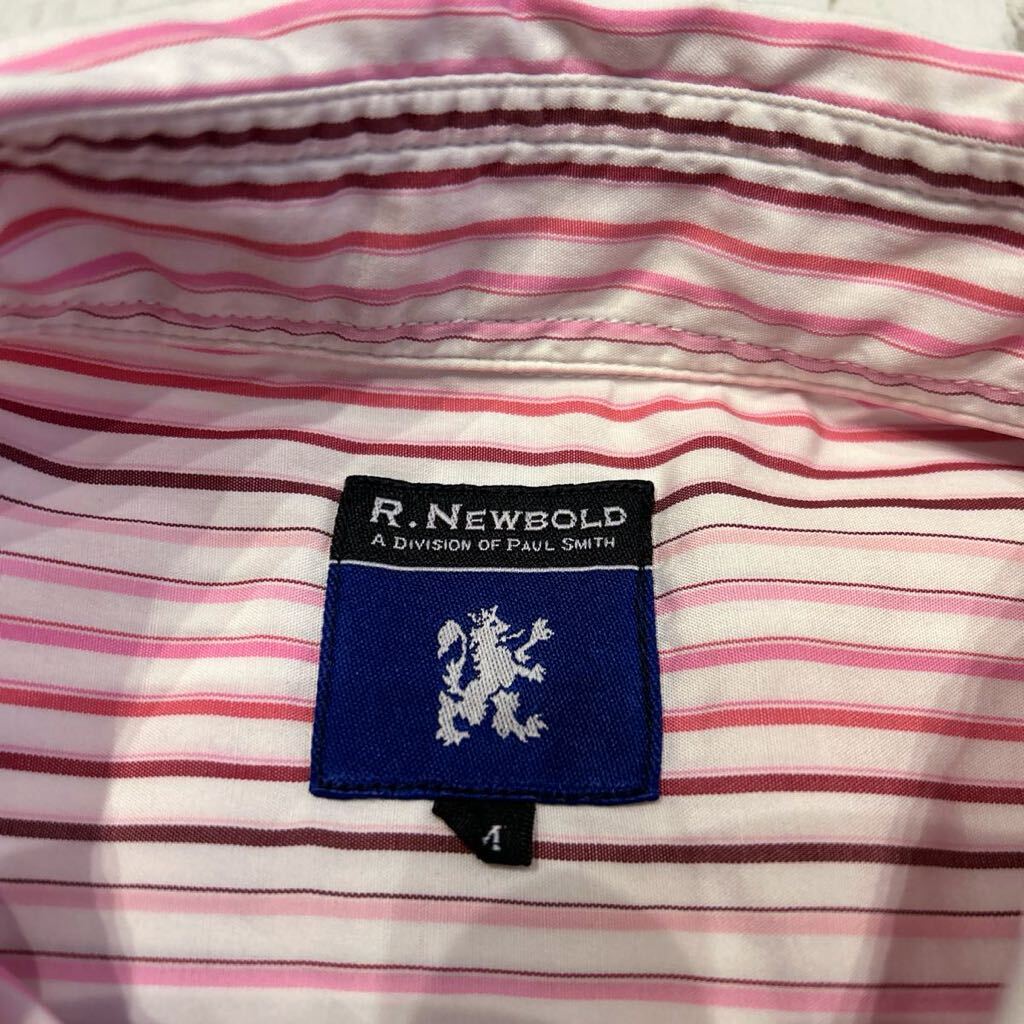 R. NEWBOLD
A DIVISION OF PAUL SMITH